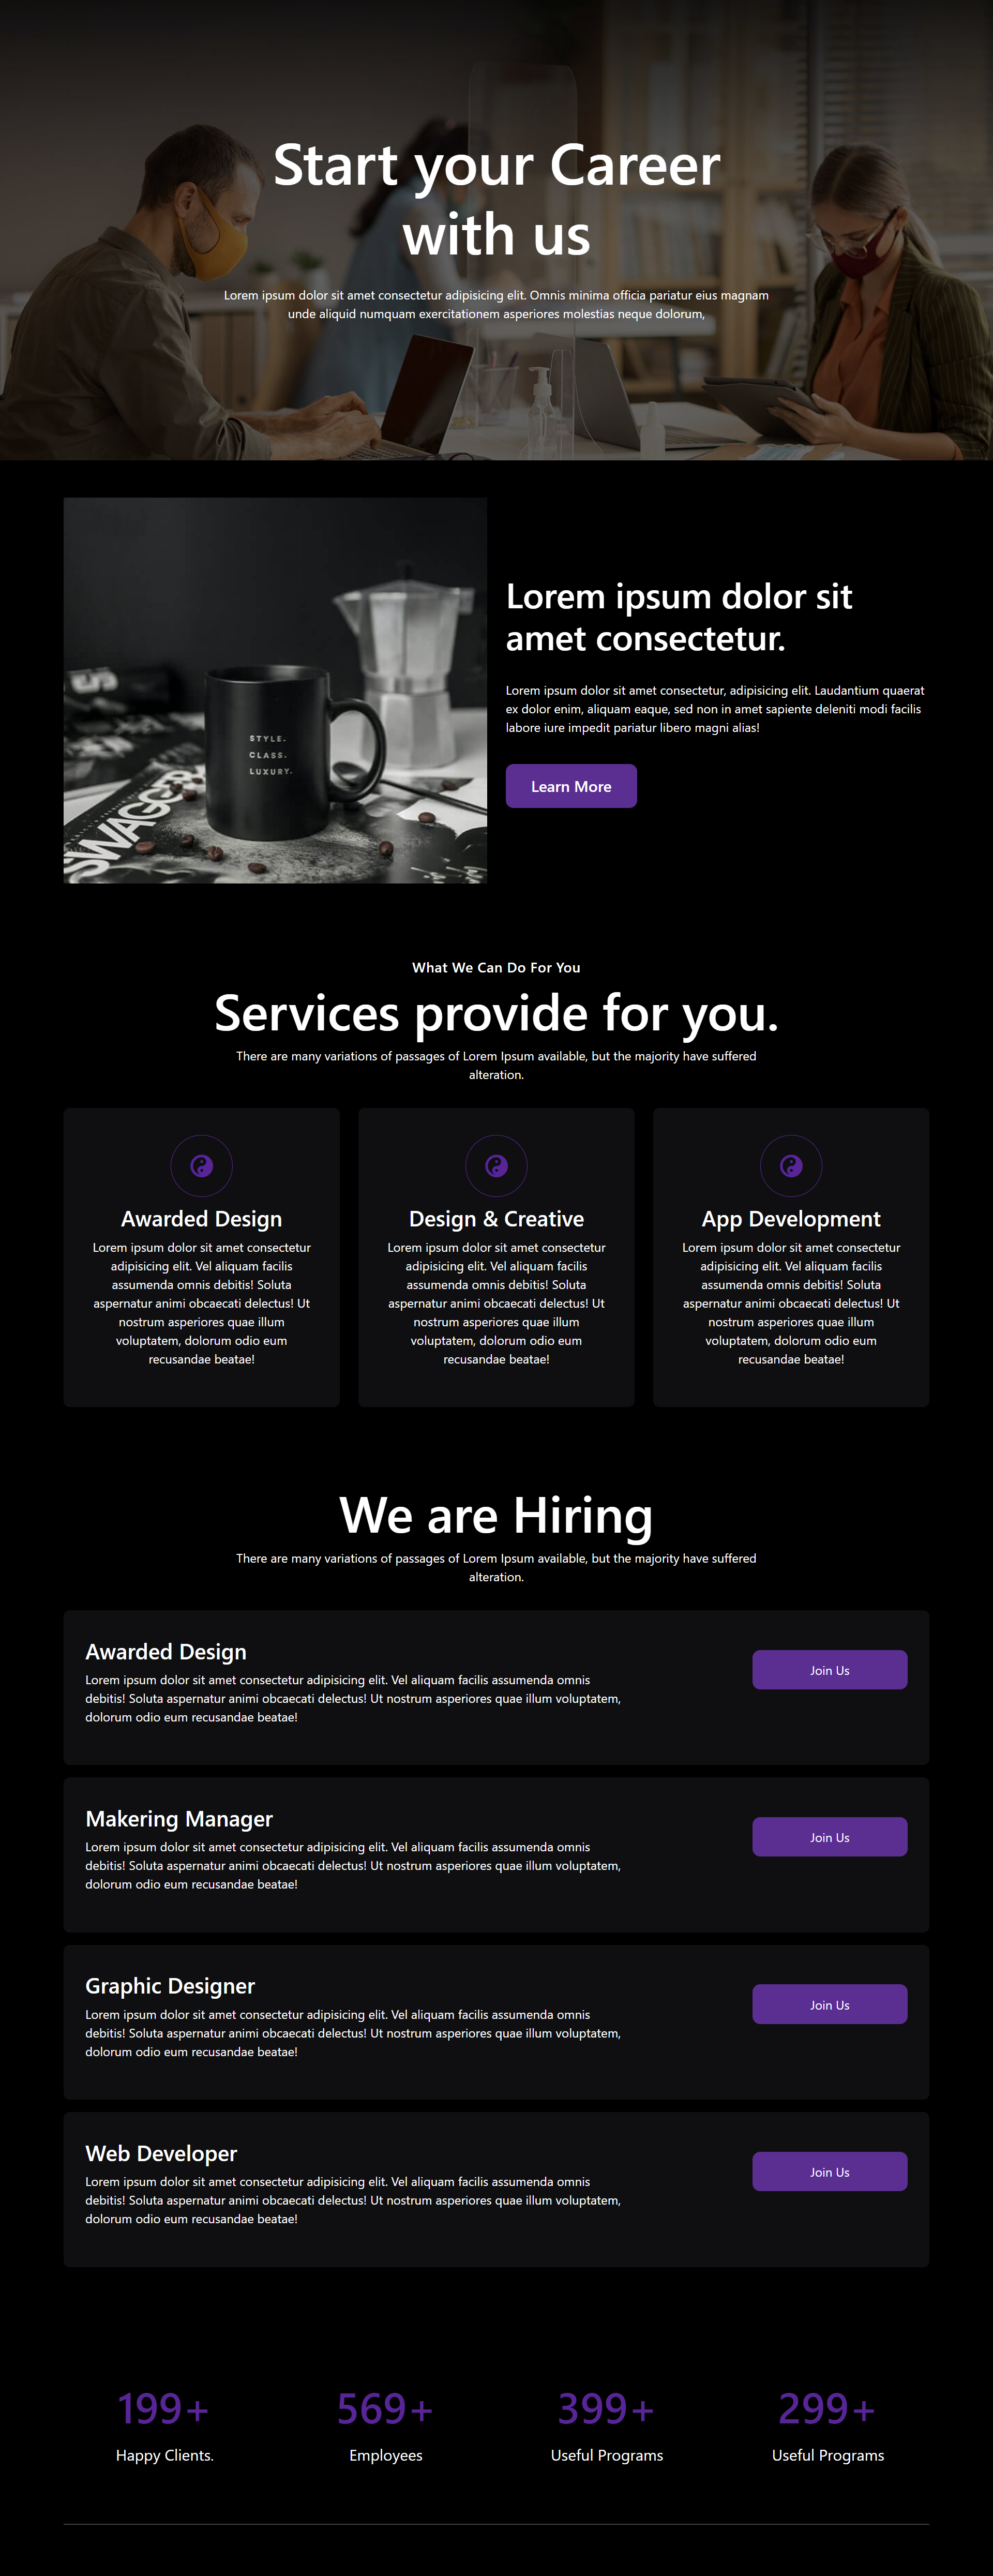 Start your Career
with us
Lorem ipsum dolor sit amet consectetur adipisicing elit. Omnis minima officia pariatur eius magnam
unde aliquid numquam exercitationem asperiores molestias neque dolorum,
STYLE.
CLASS.
LUXURY.
SWAGGER
Lorem ipsum dolor sit
amet consectetur.
Lorem ipsum dolor sit amet consectetur, adipisicing elit. Laudantium quaerat
ex dolor enim, aliquam eaque, sed non in amet sapiente deleniti modi facilis
labore iure impedit pariatur libero magni alias!
Learn More
What We Can Do For You
Services provide for you.
There are many variations of passages of Lorem Ipsum available, but the majority have suffered
alteration.
Awarded Design
Lorem ipsum dolor sit amet consectetur
adipisicing elit. Vel aliquam facilis
assumenda omnis debitis! Soluta
aspernatur animi obcaecati delectus! Ut
nostrum asperiores quae illum
voluptatem, dolorum odio eum
recusandae beatae!
Design & Creative
Lorem ipsum dolor sit amet consectetur
adipisicing elit. Vel aliquam facilis
assumenda omnis debitis! Soluta
aspernatur animi obcaecati delectus! Ut
nostrum asperiores quae illum
voluptatem, dolorum odio eum
recusandae beatae!
App Development
Lorem ipsum dolor sit amet consectetur
adipisicing elit. Vel aliquam facilis
assumenda omnis debitis! Soluta
aspernatur animi obcaecati delectus! Ut
nostrum asperiores quae illum
voluptatem, dolorum odio eum
recusandae beatae!
We are Hiring
There are many variations of passages of Lorem Ipsum available, but the majority have suffered
alteration.
Awarded Design
Lorem ipsum dolor sit amet consectetur adipisicing elit. Vel aliquam facilis assumenda omnis
debitis! Soluta aspernatur animi obcaecati delectus! Ut nostrum asperiores quae illum voluptatem,
dolorum odio eum recusandae beatae!
Join Us
Makering Manager
Lorem ipsum dolor sit amet consectetur adipisicing elit. Vel aliquam facilis assumenda omnis
debitis! Soluta aspernatur animi obcaecati delectus! Ut nostrum asperiores quae illum voluptatem,
dolorum odio eum recusandae beatae!
Join Us
Graphic Designer
Lorem ipsum dolor sit amet consectetur adipisicing elit. Vel aliquam facilis assumenda omnis
debitis! Soluta aspernatur animi obcaecati delectus! Ut nostrum asperiores quae illum voluptatem,
dolorum odio eum recusandae beatae!
Join Us
Web Developer
Lorem ipsum dolor sit amet consectetur adipisicing elit. Vel aliquam facilis assumenda omnis
debitis! Soluta aspernatur animi obcaecati delectus! Ut nostrum asperiores quae illum voluptatem,
dolorum odio eum recusandae beatae!
Join Us
199+
Happy Clients.
569+
Employees
399+
Useful Programs
299+
Useful Programs